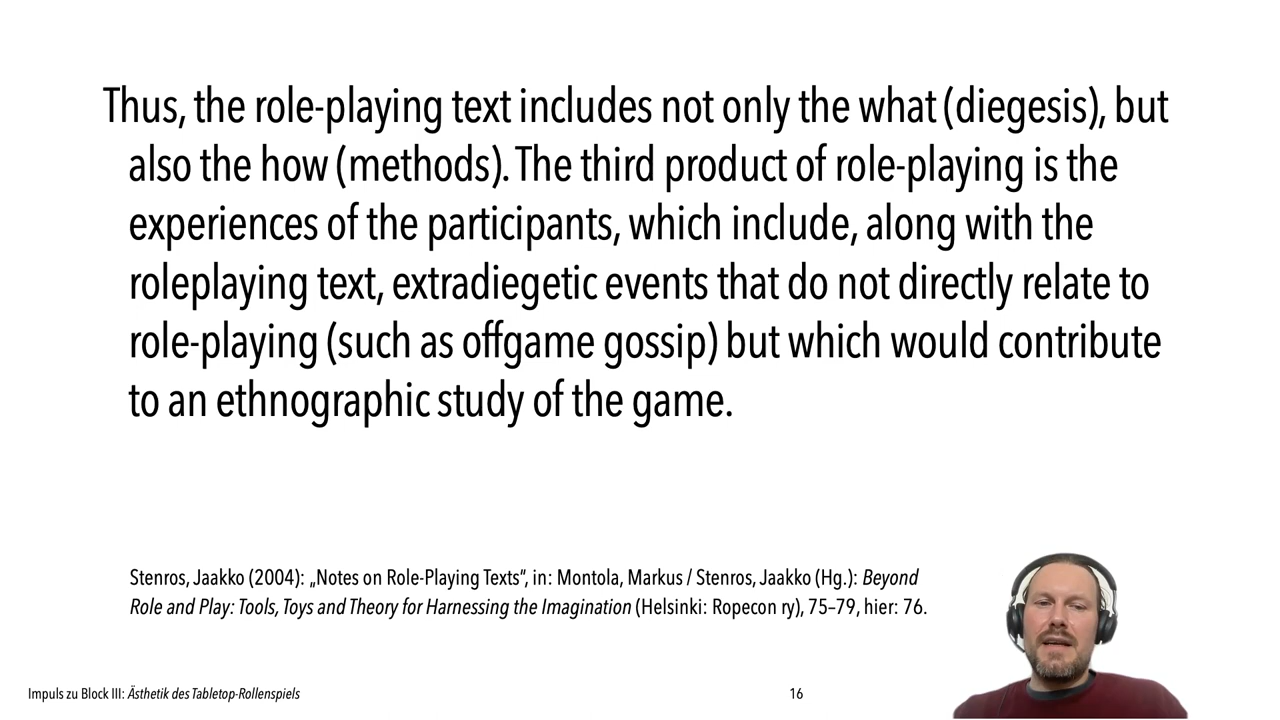 Thus, the role-playing text includes not only the what (diegesis), but
also the how (methods). The third product of role-playing is the
experiences of the participants, which include, along with the
roleplaying text, extradiegetic events that do not directly relate to
role-playing (such as offgame gossip) but which would contribute
to an ethnographic study of the game.
Stenros, Jaakko (2004): „Notes on Role-Playing Texts“, in: Montola, Markus / Stenros, Jaakko (Hg.): Beyond
Role and Play: Tools, Toys and Theory for Harnessing the Imagination (Helsinki: Ropecon ry), 75–79, hier: 76.
Impuls zu Block III: Ästhetik des Tabletop-Rollenspiels
16